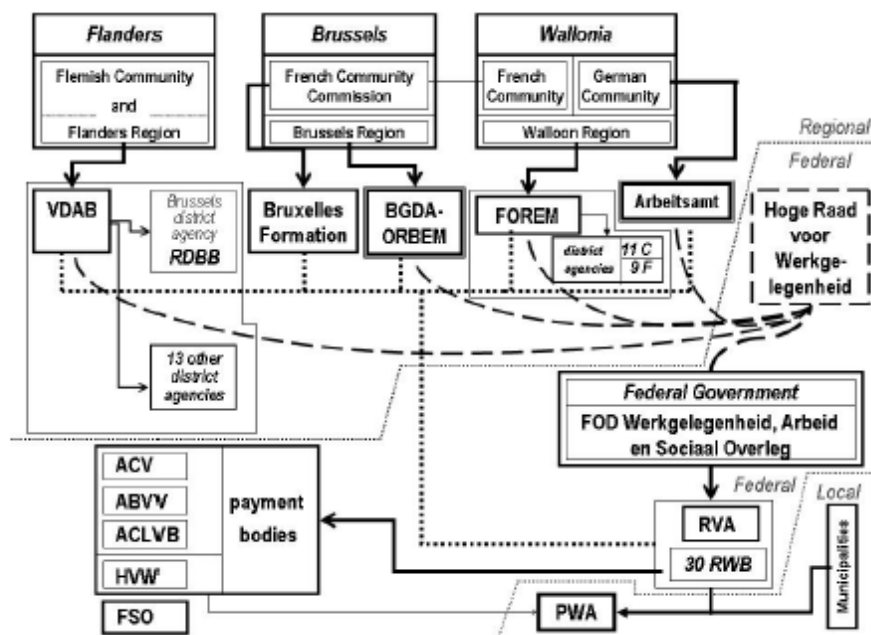 Flanders
Flemish Community
and
Flanders Region
Brussels
French Community
Commission
Brussels Region
Wallonia
French
Community
German
Community
Walloon Region
Regional
Federal
VDAB
Brussels
district
agency
RDBB
13 other
district
agencies
Bruxelles
Formation
BGDA-
ORBEM
FOREM
district
agencies
11 C
9 F
Arbeitsamt
Hoge Raad
voor
Werkge-
legenheid
Federal Government
FOD Werkgelegenheid, Arbeid
en Sociaal Overleg
ACV
ABVV
ACLVB
HVW
payment
bodies
FSO
Federal
Local
RVA
30 RWB
PWA
Municipalities